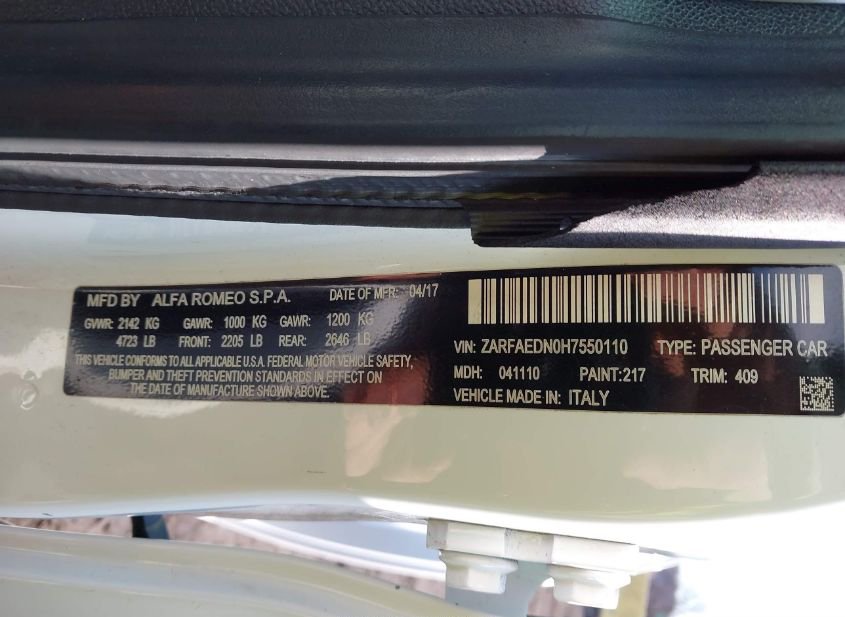 MFD BY ALFA ROMEO S.P.A. DATE OF MFR: 04/17
GVWR: 2142 KG GAWR: 1000 KG GAWR: 1200 KG
4723 LB FRONT: 2205 LB REAR: 2646 LB
THIS VEHICLE CONFORMS TO ALL APPLICABLE U.S.A. FEDERAL MOTOR VEHICLE SAFETY,
BUMPER AND THEFT PREVENTION STANDARDS IN EFFECT ON
THE DATE OF MANUFACTURE SHOWN ABOVE.
VIN: ZARFAEDN0H7550110 TYPE: PASSENGER CAR
MDH: 041110 PAINT:217 TRIM: 409
VEHICLE MADE IN: ITALY